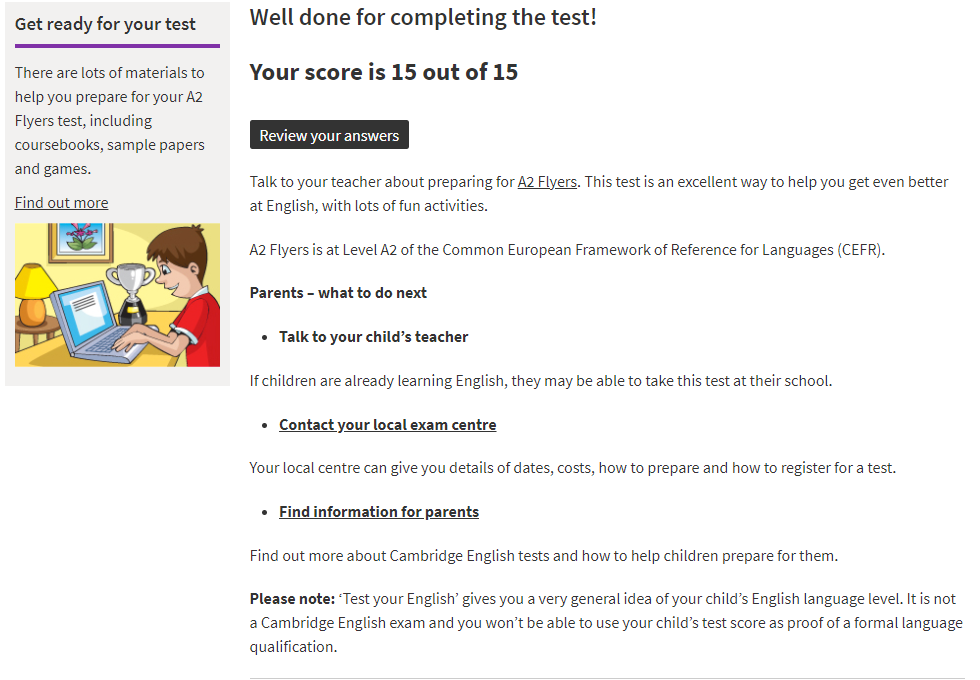 Get ready for your test
There are lots of materials to
help you prepare for your A2
Flyers test, including
coursebooks, sample papers
and games.
Find out more
Well done for completing the test!
Your score is 15 out of 15
Review your answers
Talk to your teacher about preparing for A2 Flyers. This test is an excellent way to help you get even better
at English, with lots of fun activities.
A2 Flyers is at Level A2 of the Common European Framework of Reference for Languages (CEFR).
Parents – what to do next
• Talk to your child’s teacher
If children are already learning English, they may be able to take this test at their school.
• Contact your local exam centre
Your local centre can give you details of dates, costs, how to prepare and how to register for a test.
• Find information for parents
Find out more about Cambridge English tests and how to help children prepare for them.
Please note: ‘Test your English’ gives you a very general idea of your child’s English language level. It is not
a Cambridge English exam and you won’t be able to use your child’s test score as proof of a formal language
qualification.